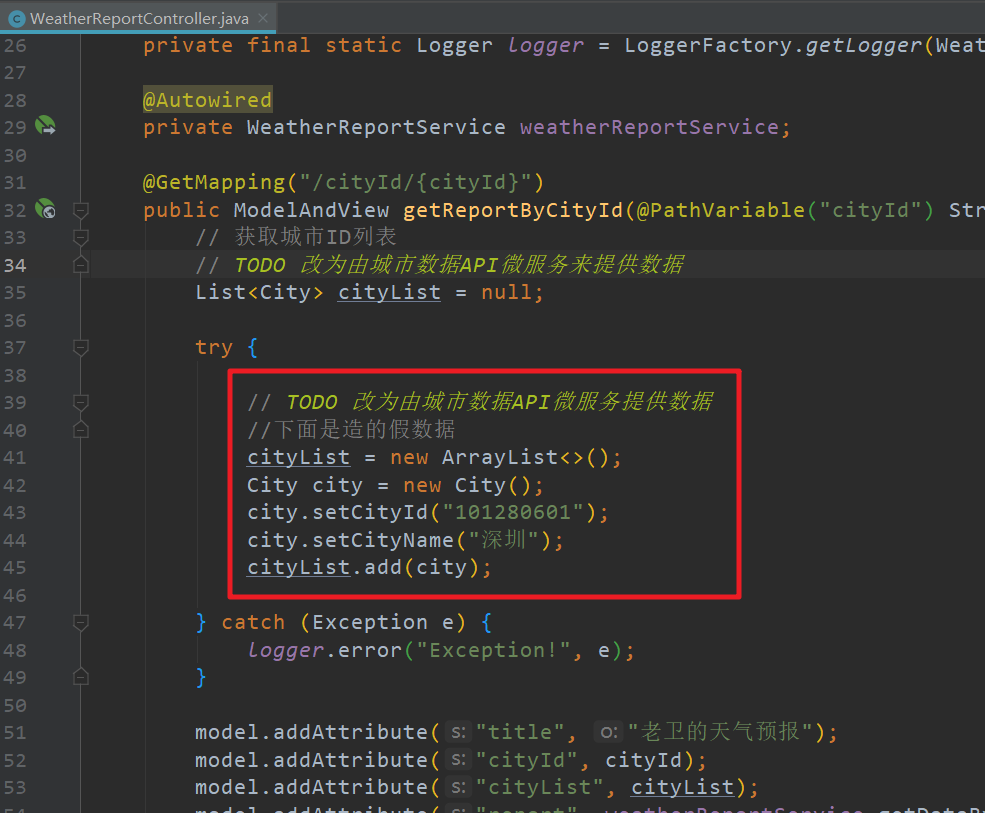 WeatherReportController.java
26 private final static Logger logger = LoggerFactory.getLogger(Weat
27
28 @Autowired
29 private WeatherReportService weatherReportService;
30
31 @GetMapping("/cityId/{cityId}")
32 public ModelAndView getReportByCityId(@PathVariable("cityId") Str
33 // 获取城市ID列表
34 // TODO 改为由城市数据API微服务来提供数据
35 List<City> cityList = null;
36
37 try {
38
39 // TODO 改为由城市数据API微服务提供数据
40 //下面是造的假数据
41 cityList = new ArrayList<>();
42 City city = new City();
43 city.setCityId("101280601");
44 city.setCityName("深圳");
45 cityList.add(city);
46
47 } catch (Exception e) {
48 logger.error("Exception!", e);
49 }
50
51 model.addAttribute( s: "title", o: "老卫的天气预报");
52 model.addAttribute( s: "cityId", cityId);
53 model.addAttribute( s: "cityList", cityList);